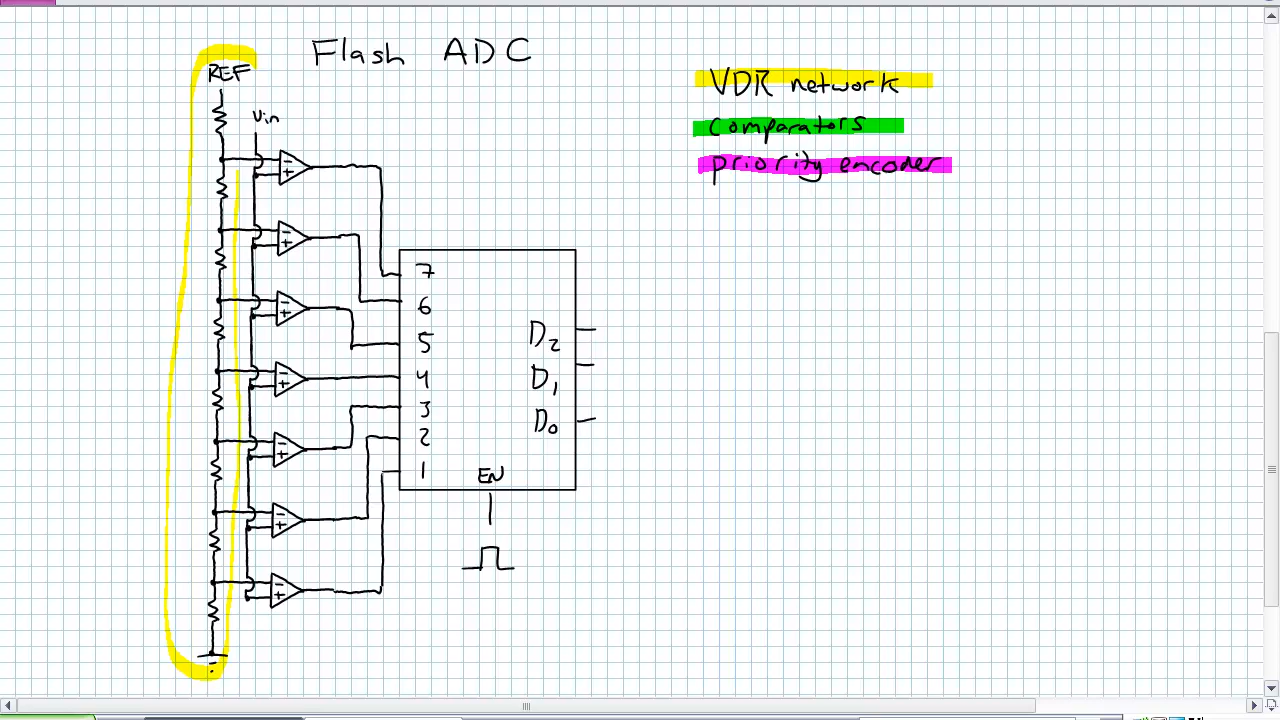 Flash ADC
REF
Vin
VDR network
comparators
priority encoder
- +
- +
- +
- +
- +
- +
- +
7
6
5
4
3
2
1
D2
D1
D0
EN